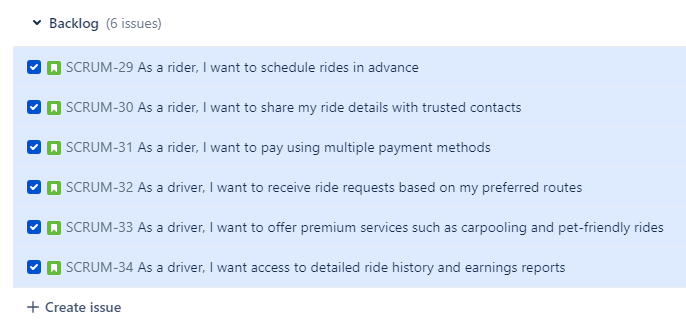 Backlog (6 issues)
SCRUM-29 As a rider, I want to schedule rides in advance
SCRUM-30 As a rider, I want to share my ride details with trusted contacts
SCRUM-31 As a rider, I want to pay using multiple payment methods
SCRUM-32 As a driver, I want to receive ride requests based on my preferred routes
SCRUM-33 As a driver, I want to offer premium services such as carpooling and pet-friendly rides
SCRUM-34 As a driver, I want access to detailed ride history and earnings reports
+ Create issue